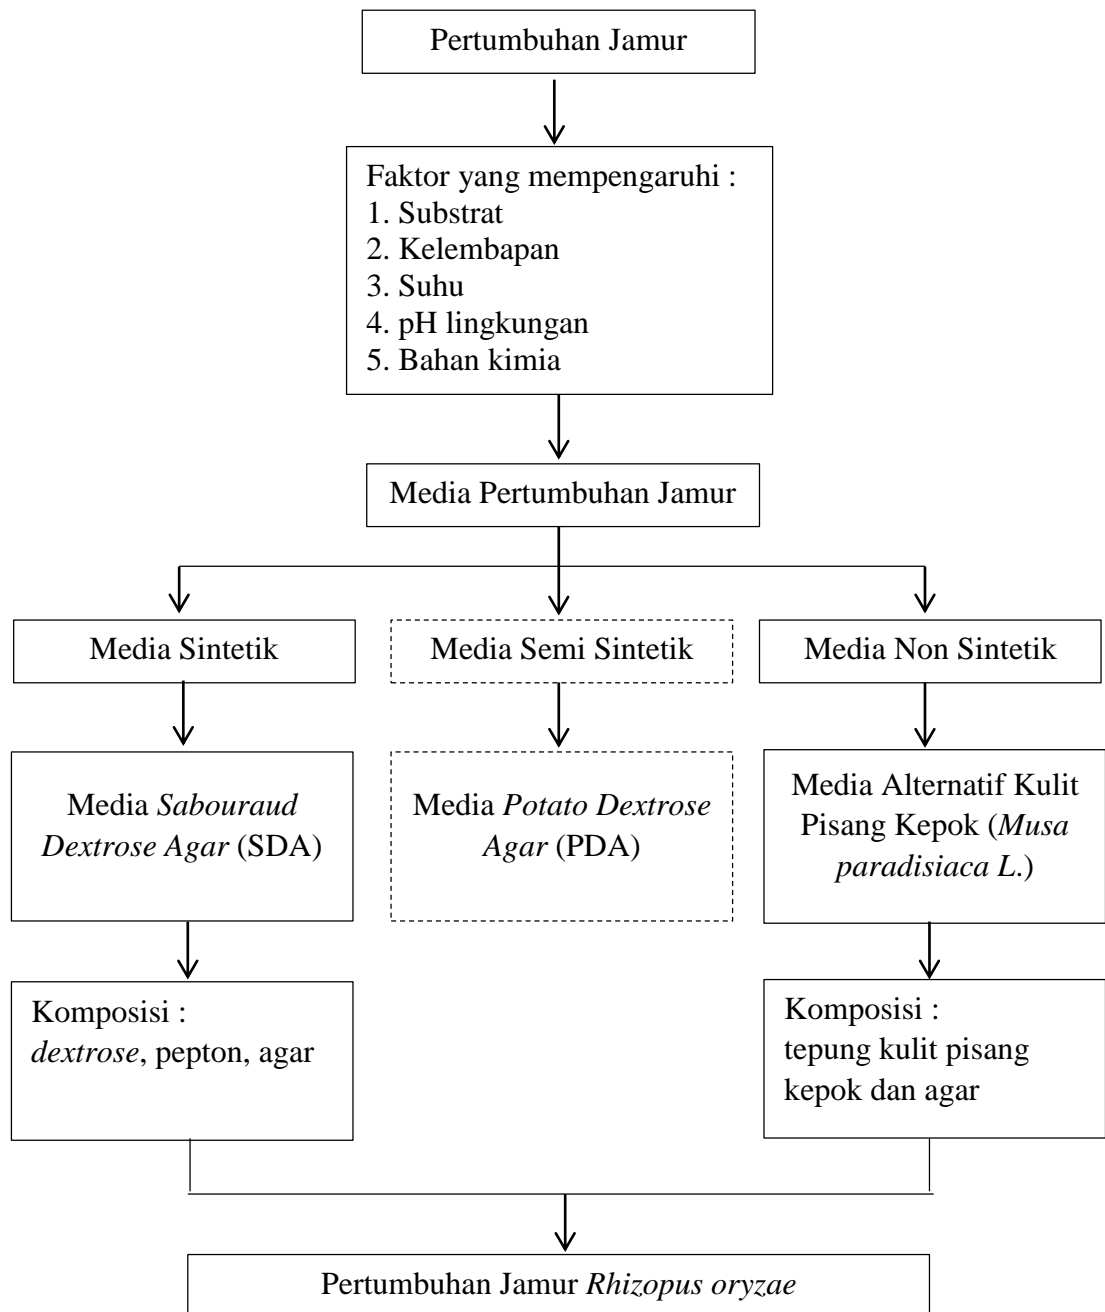 Pertumbuhan Jamur
Faktor yang mempengaruhi :
1. Substrat
2. Kelembapan
3. Suhu
4. pH lingkungan
5. Bahan kimia
Media Pertumbuhan Jamur
Media Sintetik
Media Semi Sintetik
Media Non Sintetik
Media Sabouraud
Dextrose Agar (SDA)
Media Potato Dextrose
Agar (PDA)
Media Alternatif Kulit
Pisang Kepok (Musa
paradisiaca L.)
Komposisi :
dextrose, pepton, agar
Komposisi :
tepung kulit pisang
kepok dan agar
Pertumbuhan Jamur Rhizopus oryzae